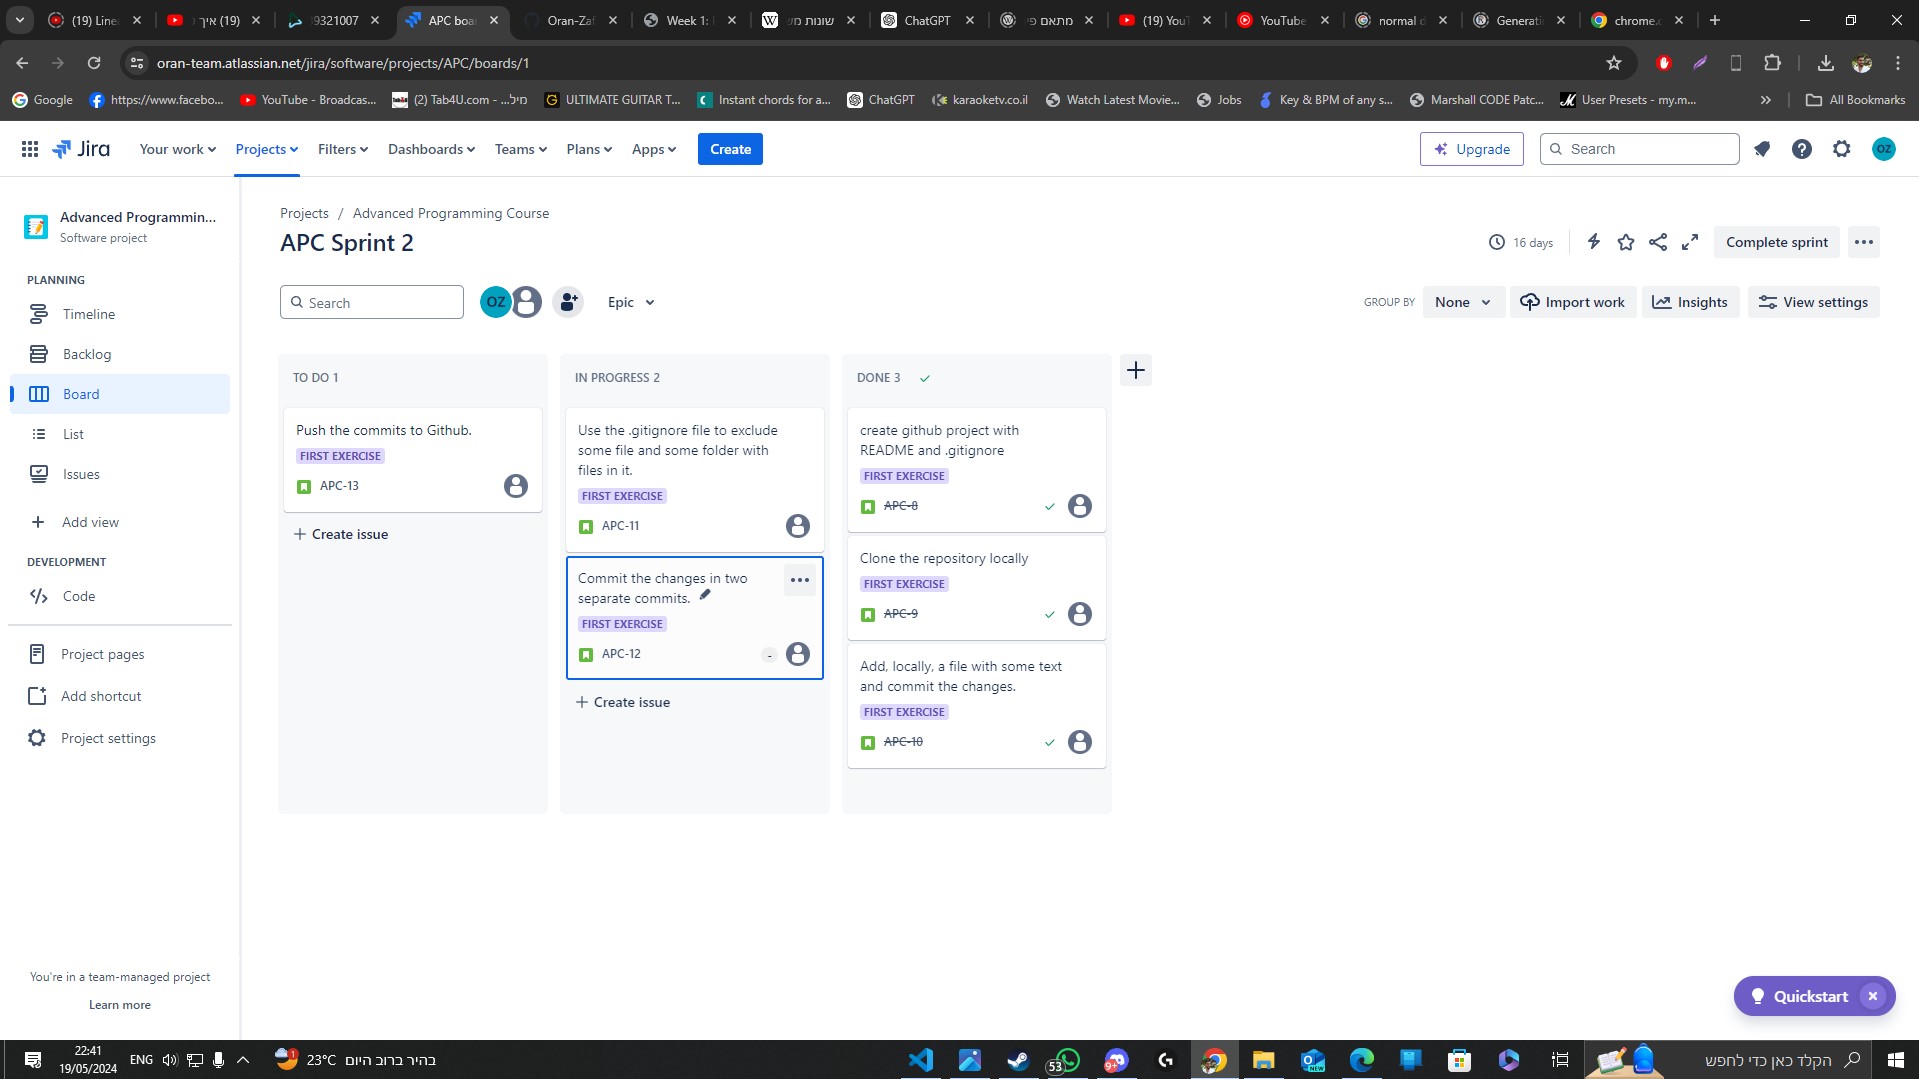 (19) Linea
(19) איך
39321007
APC boa
Oran-Zaf
Week 1:
שונות מש
ChatGPT
מתאם פי
(19) YouT
YouTube
normal d
Generati
chrome.
oran-team.atlassian.net/jira/software/projects/APC/boards/1
Google
https://www.facebo...
YouTube - Broadcas...
(2) Tab4U.com - ...מיל
ULTIMATE GUITAR T...
Instant chords for a...
ChatGPT
karaoketv.co.il
Watch Latest Movie...
Jobs
Key & BPM of any s...
Marshall CODE Patc...
User Presets - my.m...
All Bookmarks
Jira
Your work
Projects
Filters
Dashboards
Teams
Plans
Apps
Create
Upgrade
Search
OZ
Advanced Programmin...
Software project
PLANNING
Timeline
Backlog
Board
List
Issues
Add view
DEVELOPMENT
Code
Project pages
Add shortcut
Project settings
You're in a team-managed project
Learn more
Projects / Advanced Programming Course
APC Sprint 2
16 days
Complete sprint
Search
OZ
Epic
GROUP BY
None
Import work
Insights
View settings
TO DO 1
Push the commits to Github.
FIRST EXERCISE
APC-13
Create issue
IN PROGRESS 2
Use the .gitignore file to exclude
some file and some folder with
files in it.
FIRST EXERCISE
APC-11
Commit the changes in two
separate commits.
FIRST EXERCISE
APC-12
-
Create issue
DONE 3
create github project with
README and .gitignore
FIRST EXERCISE
APC-8
Clone the repository locally
FIRST EXERCISE
APC-9
Add, locally, a file with some text
and commit the changes.
FIRST EXERCISE
APC-10
Quickstart
22:41
19/05/2024
ENG
1
23°C בהיר ברוב היום
53
9+
NEW
הקלד כאן כדי לחפש